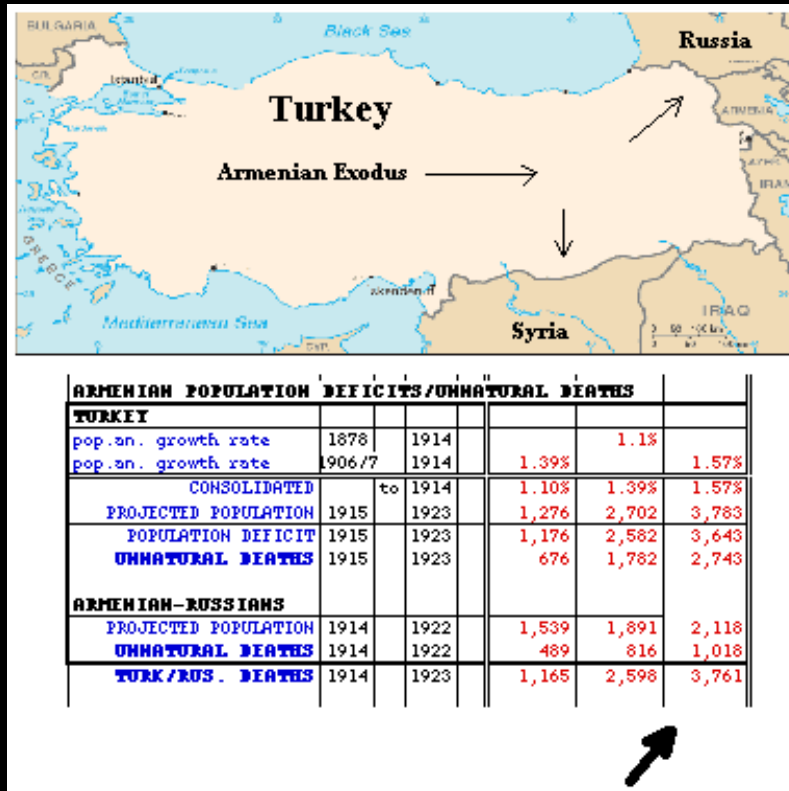 BULGARIA
Black Sea
Russia
Istanbul
Turkey
ARMENIA
Armenian Exodus
AZER
IRAN
GREECE
Mediterranean Sea
Syria
IRAQ
ARMENIAN POPULATION DEFICITS/UNNATURAL DEATHS
TURKEY
pop.an. growth rate 1878 1914 1.1%
pop.an. growth rate 1906/7 1914 1.39% 1.57%
CONSOLIDATED to 1914 1.10% 1.39% 1.57%
PROJECTED POPULATION 1915 1923 1,276 2,702 3,783
POPULATION DEFICIT 1915 1923 1,176 2,582 3,643
UNNATURAL DEATHS 1915 1923 676 1,782 2,743
ARMENIAN-RUSSIANS
PROJECTED POPULATION 1914 1922 1,539 1,891 2,118
UNNATURAL DEATHS 1914 1922 489 816 1,018
TURK/RUS. DEATHS 1914 1923 1,165 2,598 3,761